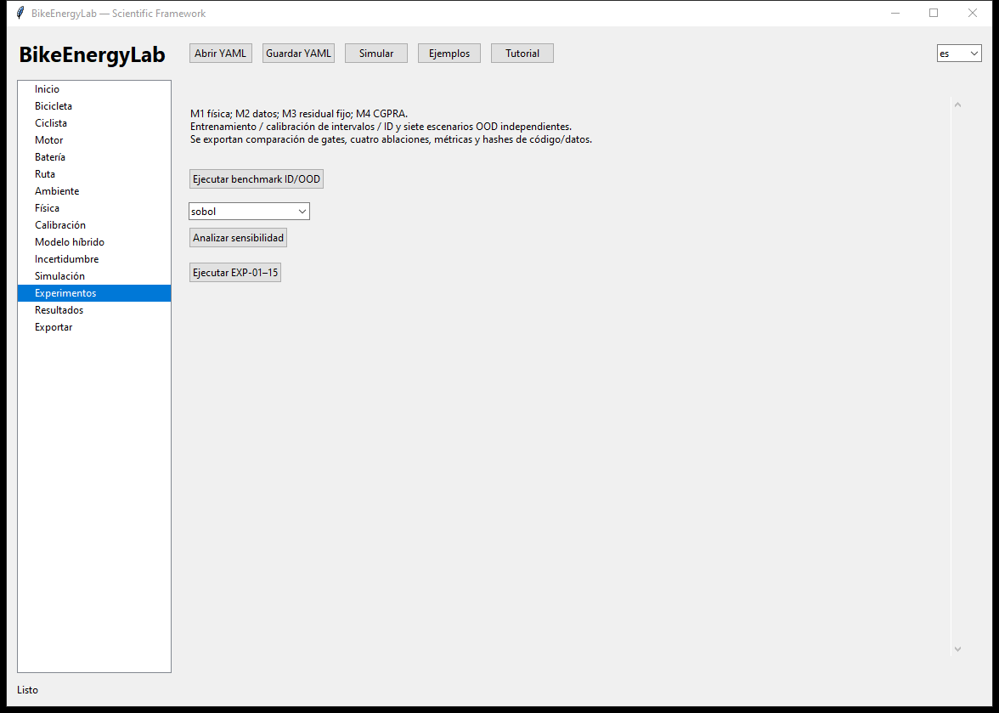 BikeEnergyLab — Scientific Framework
BikeEnergyLab
Abrir YAML
Guardar YAML
Simular
Ejemplos
Tutorial
es
Inicio
Bicicleta
Ciclista
Motor
Batería
Ruta
Ambiente
Física
Calibración
Modelo híbrido
Incertidumbre
Simulación
Experimentos
Resultados
Exportar
M1 física; M2 datos; M3 residual fijo; M4 CGPRA.
Entrenamiento / calibración de intervalos / ID y siete escenarios OOD independientes.
Se exportan comparación de gates, cuatro ablaciones, métricas y hashes de código/datos.
Ejecutar benchmark ID/OOD
sobol
Analizar sensibilidad
Ejecutar EXP-01–15
Listo